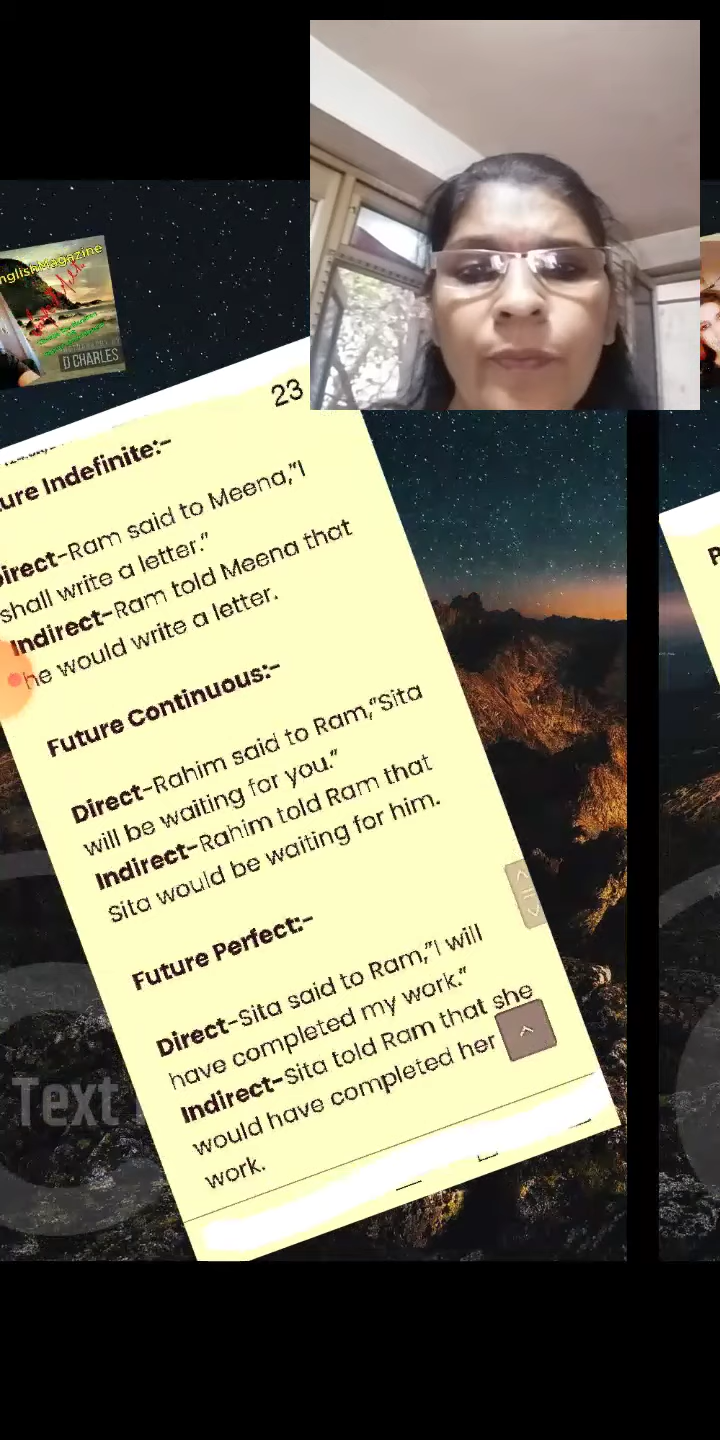 nglishMagazine
D CHARLES
23
ure Indefinite:-
Direct-Ram said to Meena,"I
shall write a letter."
Indirect-Ram told Meena that
he would write a letter.
Future Continuous:-
Direct-Rahim said to Ram,"Sita
will be waiting for you."
Indirect-Rahim told Ram that
Sita would be waiting for him.
Future Perfect:-
Direct-Sita said to Ram,"I will
have completed my work."
Indirect-Sita told Ram that she
would have completed her
work.
Text
P